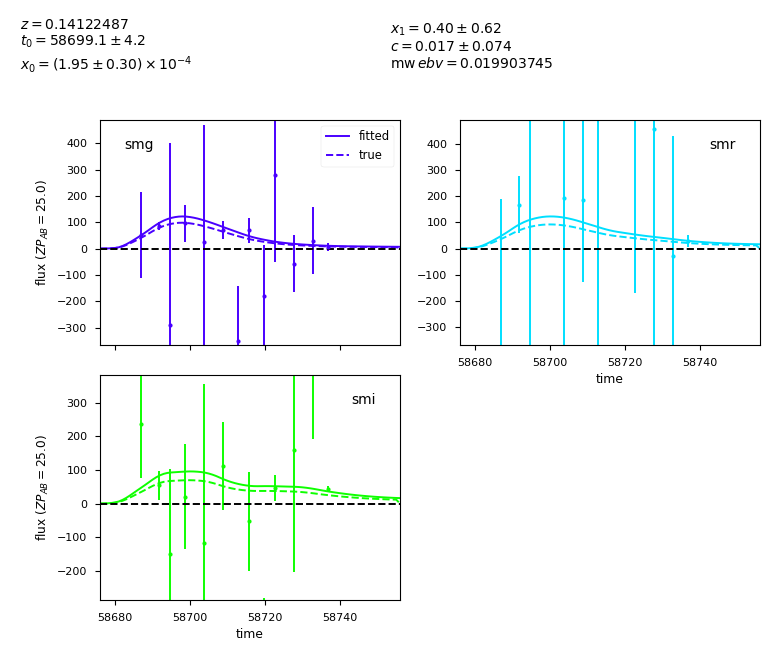 z = 0.14122487
t₀ = 58699.1 ± 4.2
x₀ = (1.95 ± 0.30) × 10⁻⁴
x₁ = 0.40 ± 0.62
c = 0.017 ± 0.074
mwebv = 0.019903745
smg
fitted
true
400
300
200
100
0
−100
−200
−300
flux (ZP_AB = 25.0)
smr
400
300
200
100
0
−100
−200
−300
58680 58700 58720 58740
time
smi
300
200
100
0
−100
−200
flux (ZP_AB = 25.0)
58680 58700 58720 58740
time